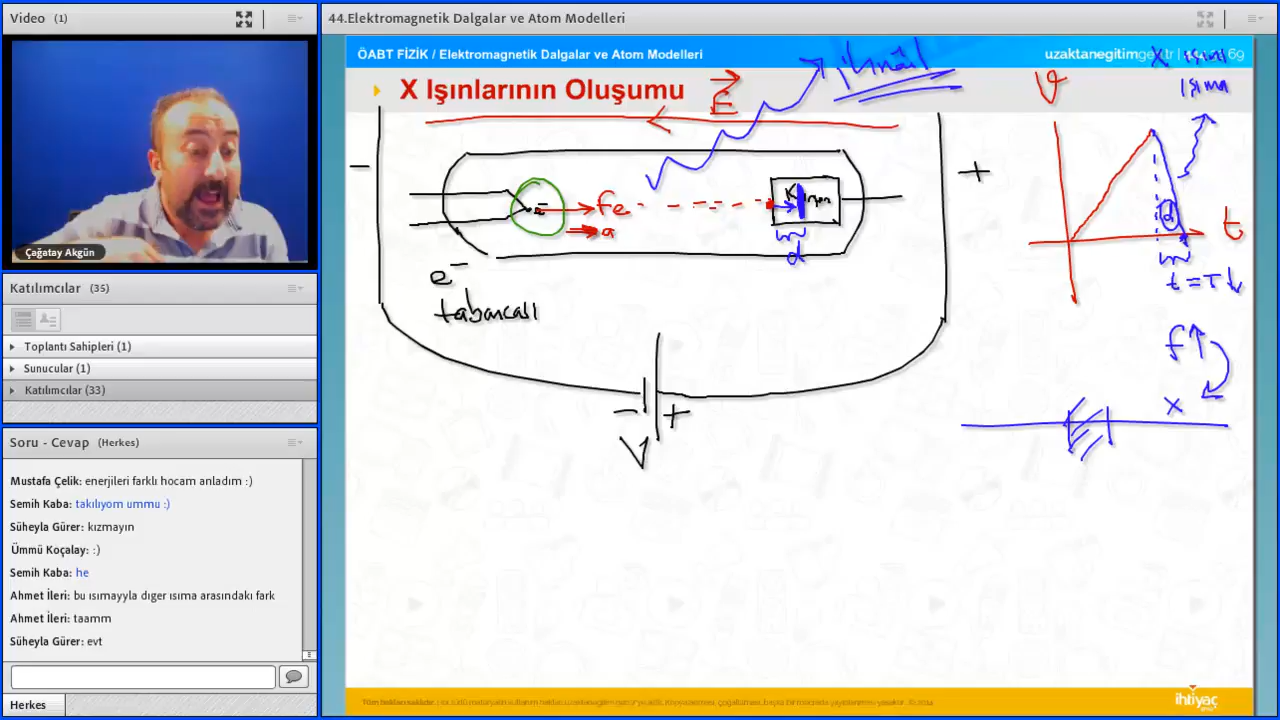 Video (1)
Çağatay Akgün
Katılımcılar (35)
Toplantı Sahipleri (1)
Sunucular (1)
Katılımcılar (33)
Soru - Cevap (Herkes)
Mustafa Çelik: enerjileri farklı hocam anladım :)
Semih Kaba: takılıyom ummu :)
Süheyla Gürer: kızmayın
Ümmü Koçalay: :)
Semih Kaba: he
Ahmet İleri: bu ısımayyla dıger ısıma arasındakı fark
Ahmet İleri: taamm
Süheyla Gürer: evt
Herkes
44.Elektromagnetik Dalgalar ve Atom Modelleri
ÖABT FİZİK / Elektromagnetik Dalgalar ve Atom Modelleri
69
X Işınlarının Oluşumu
E
ϑ
X ışını
ışıma
-
+
e⁻
Fe
a
d
e⁻
tabancası
d
t
f
x
- +
V
ihtiyaç